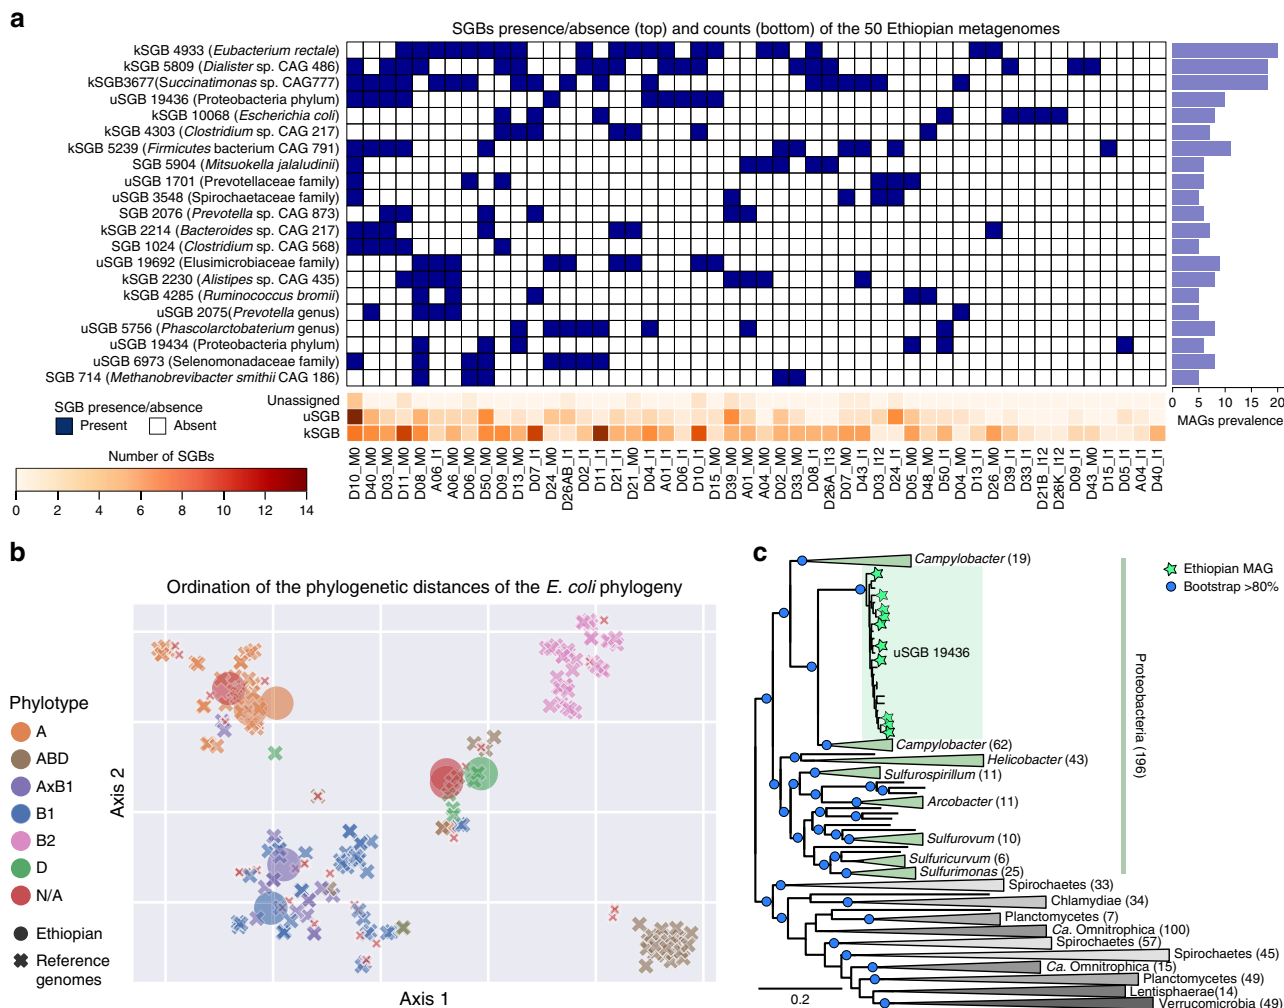 a
SGBs presence/absence (top) and counts (bottom) of the 50 Ethiopian metagenomes
kSGB 4933 (Eubacterium rectale)
kSGB 5809 (Dialister sp. CAG 486)
kSGB3677(Succinatimonas sp. CAG777)
uSGB 19436 (Proteobacteria phylum)
kSGB 10068 (Escherichia coli)
kSGB 4303 (Clostridium sp. CAG 217)
kSGB 5239 (Firmicutes bacterium CAG 791)
SGB 5904 (Mitsuokella jalaludinii)
uSGB 1701 (Prevotellaceae family)
uSGB 3548 (Spirochaetaceae family)
SGB 2076 (Prevotella sp. CAG 873)
kSGB 2214 (Bacteroides sp. CAG 217)
SGB 1024 (Clostridium sp. CAG 568)
uSGB 19692 (Elusimicrobiaceae family)
kSGB 2230 (Alistipes sp. CAG 435)
kSGB 4285 (Ruminococcus bromii)
uSGB 2075(Prevotella genus)
uSGB 5756 (Phascolarctobaterium genus)
uSGB 19434 (Proteobacteria phylum)
uSGB 6973 (Selenomonadaceae family)
SGB 714 (Methanobrevibacter smithii CAG 186)
Unassigned
uSGB
kSGB
0 5 10 15 20
MAGs prevalence
SGB presence/absence
Present Absent
Number of SGBs
0 2 4 6 8 10 12 14
D10_M0
D40_M0
D03_M0
D11_M0
D08_M0
A06_I1
A06_M0
D06_M0
D50_M0
D09_M0
D13_M0
D07_I1
D24_M0
D26AB_I1
D02_I1
D11_I1
D21_I1
D21_M0
D04_I1
D01_I1
D06_I1
D10_I1
D15_M0
D39_M0
A01_M0
A04_M0
D02_M0
D33_M0
D08_I1
D26A_I13
D07_M0
D43_I1
D03_I12
D24_I1
D05_M0
D48_M0
D50_I1
D04_M0
D13_I1
D26_M0
D39_I1
D33_I1
D21B_I12
D26K_I12
D09_I1
D43_M0
D15_I1
D05_I1
A04_I1
D40_I1
b
Ordination of the phylogenetic distances of the E. coli phylogeny
Phylotype
A
ABD
AxB1
B1
B2
D
N/A
Ethiopian
Reference
genomes
Axis 2
Axis 1
c
Ethiopian MAG
Bootstrap >80%
Campylobacter (19)
uSGB 19436
Campylobacter (62)
Helicobacter (43)
Sulfurospirillum (11)
Arcobacter (11)
Sulfurovum (10)
Sulfuricurvum (6)
Sulfurimonas (25)
Proteobacteria (196)
Spirochaetes (33)
Chlamydiae (34)
Planctomycetes (7)
Ca. Omnitrophica (100)
Spirochaetes (57)
Spirochaetes (45)
Ca. Omnitrophica (15)
Planctomycetes (49)
Lentisphaerae(14)
Verrucomicrobia (49)
0.2